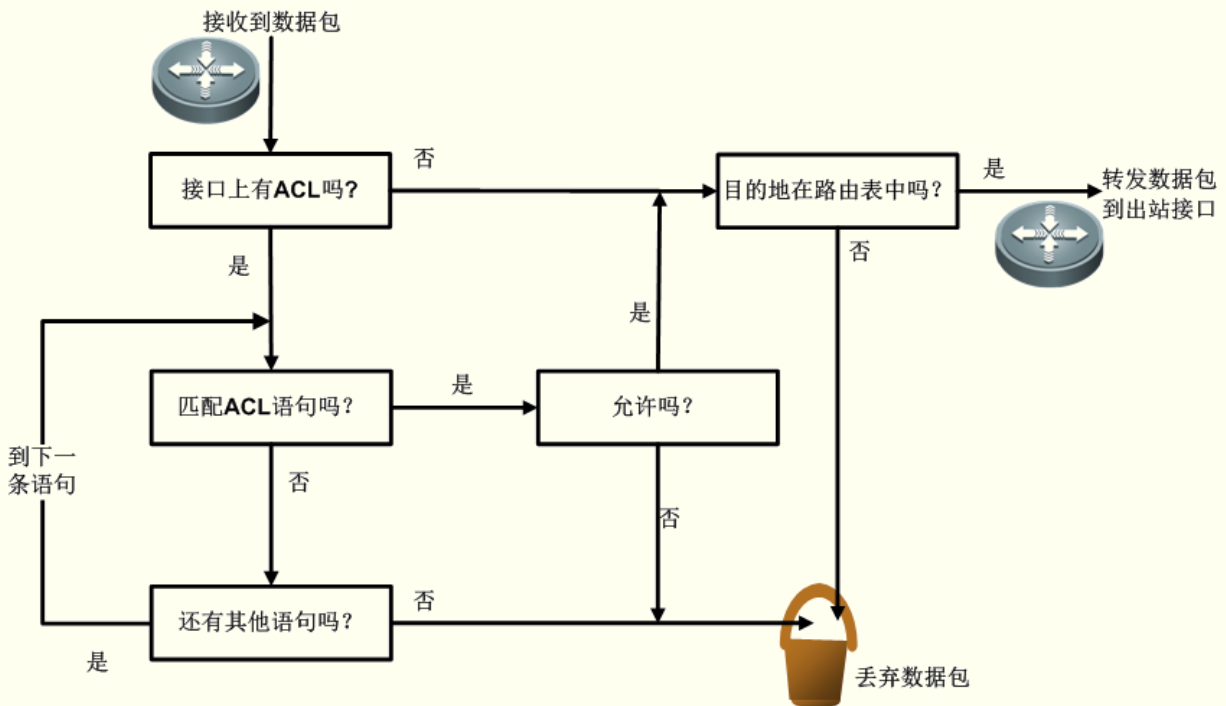 接收到数据包
接口上有ACL吗?
否
目的地在路由表中吗？
是
转发数据包
到出站接口
是
否
是
匹配ACL语句吗？
是
允许吗？
到下一
条语句
否
否
还有其他语句吗？
否
是
丢弃数据包